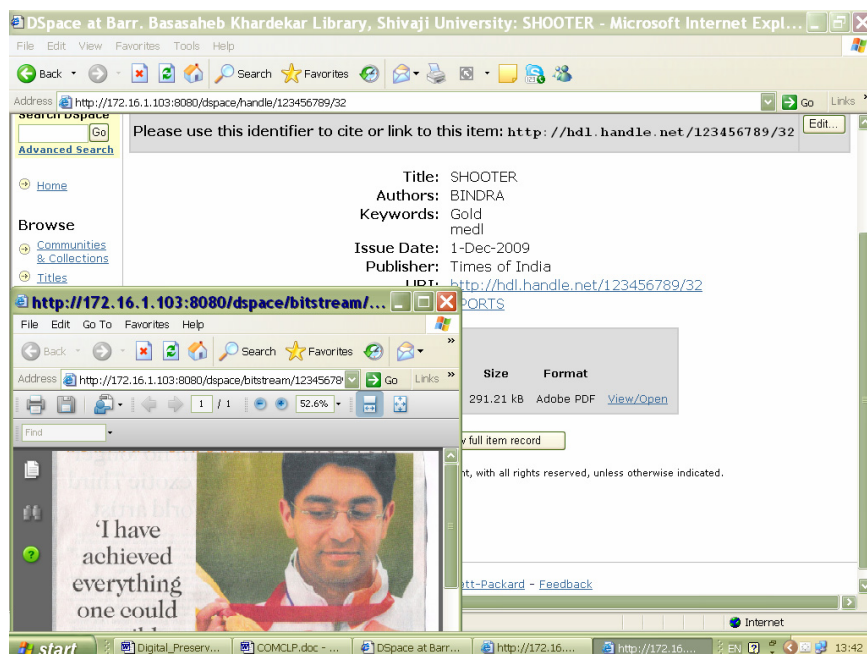 DSpace at Barr. Basasaheb Khardekar Library, Shivaji University: SHOOTER - Microsoft Internet Expl...
File Edit View Favorites Tools Help
Back Search Favorites
Address http://172.16.1.103:8080/dspace/handle/123456789/32 Go Links »
Search DSpace
Go
Advanced Search
Home
Browse
Communities
& Collections
Titles
Please use this identifier to cite or link to this item: http://hdl.handle.net/123456789/32 Edit...
Title: SHOOTER
Authors: BINDRA
Keywords: Gold
medl
Issue Date: 1-Dec-2009
Publisher: Times of India
URI: http://hdl.handle.net/123456789/32
PORTS
Size Format
291.21 kB Adobe PDF View/Open
full item record
nt, with all rights reserved, unless otherwise indicated.
ett-Packard - Feedback
http://172.16.1.103:8080/dspace/bitstream/...
File Edit Go To Favorites Help
Back Search Favorites »
Address http://172.16.1.103:8080/dspace/bitstream/12345678 Go Links »
1 / 1 52.6%
Find
'I have
achieved
everything
one could
Internet
start Digital_Preserv... COMCLP.doc - ... DSpace at Barr... http://172.16.... http://172.16.... EN 13:42